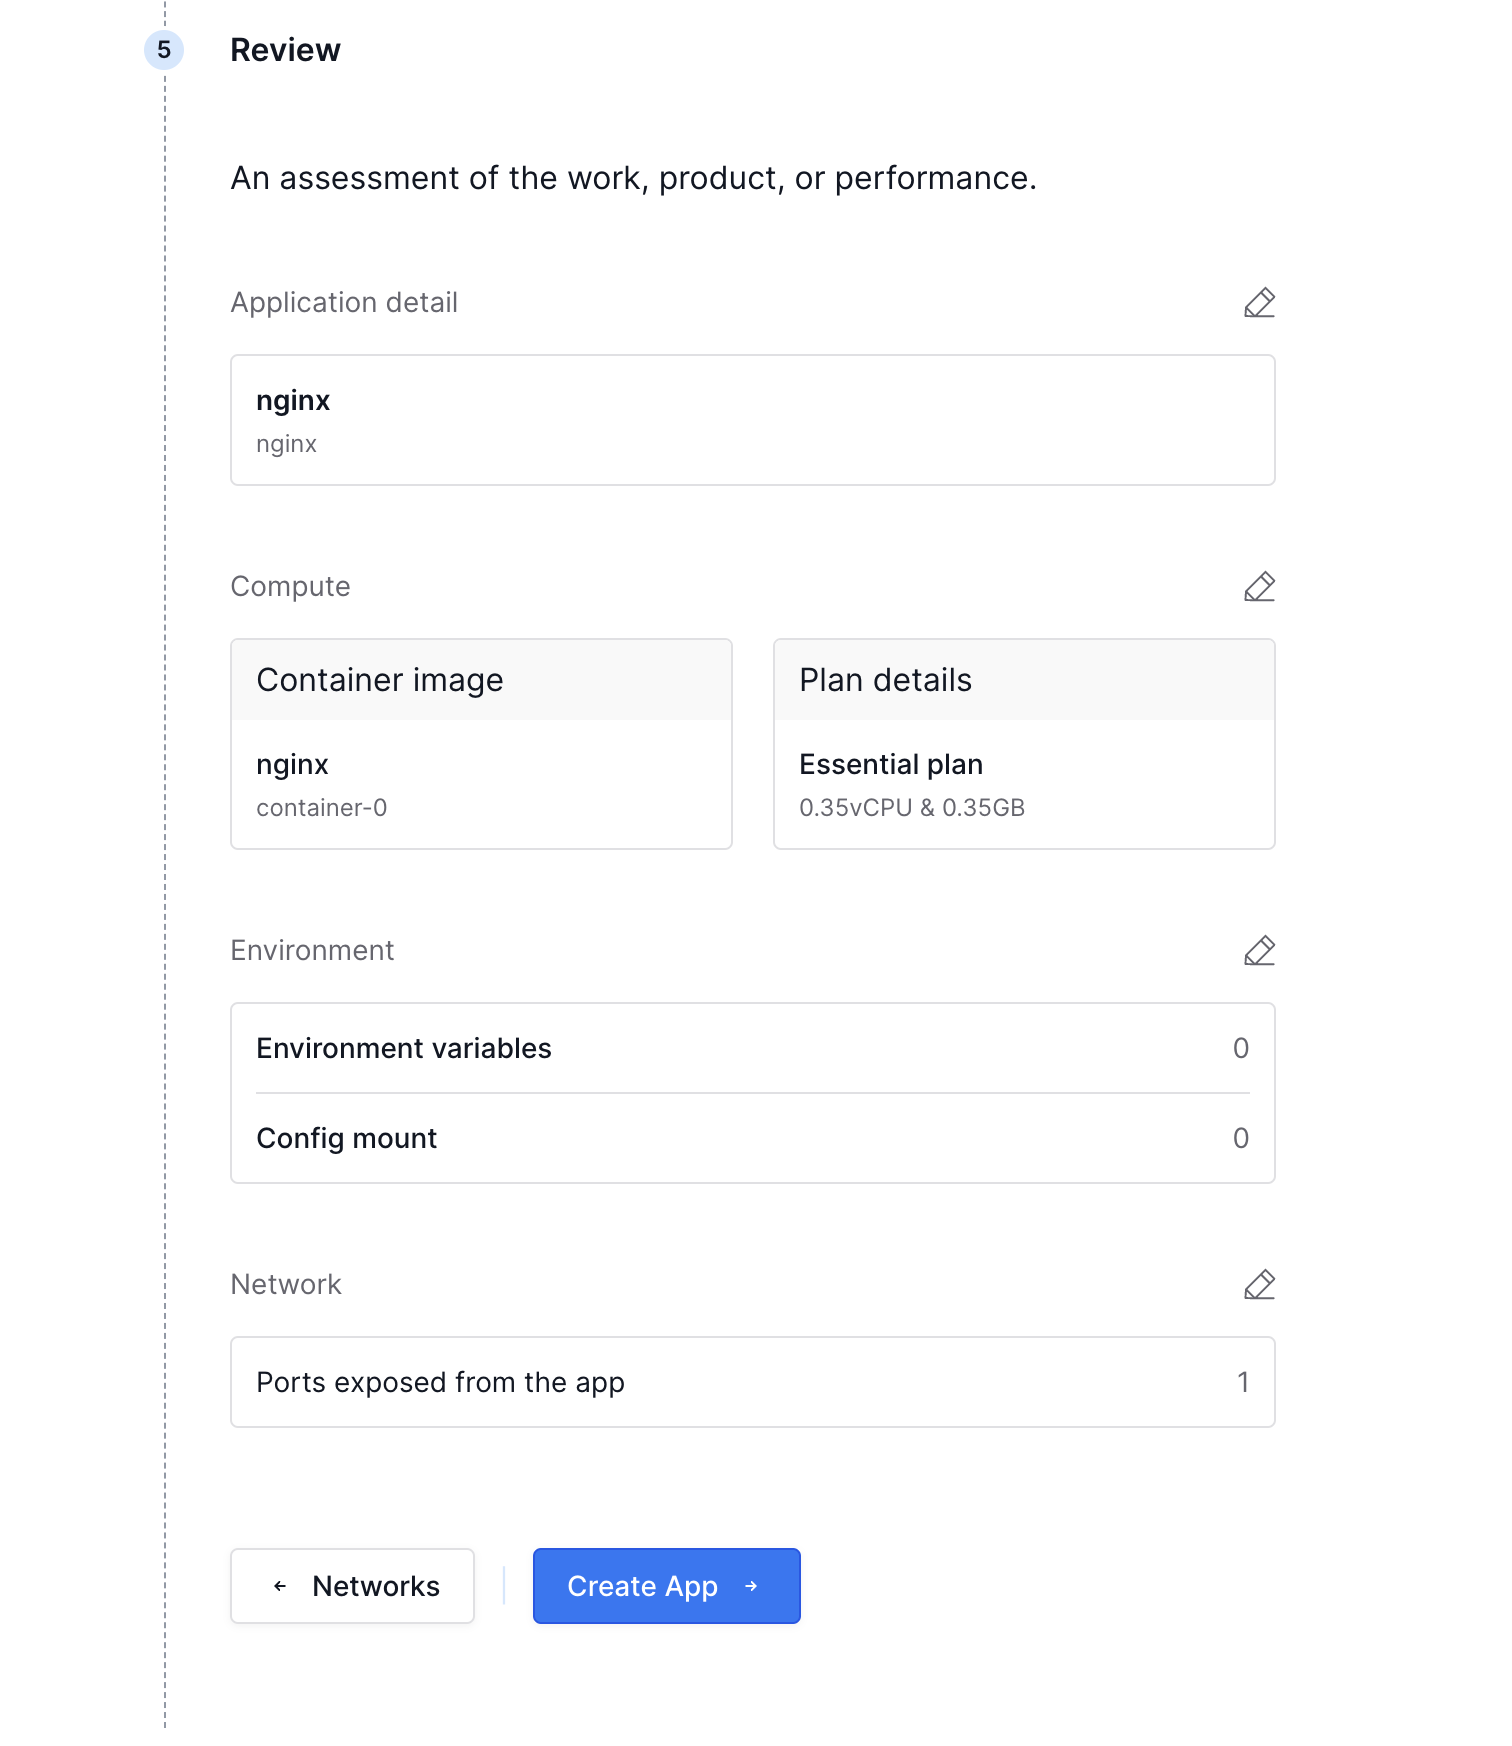 5 Review
An assessment of the work, product, or performance.
Application detail
nginx
nginx
Compute
Container image
nginx
container-0
Plan details
Essential plan
0.35vCPU & 0.35GB
Environment
Environment variables 0
Config mount 0
Network
Ports exposed from the app 1
← Networks
Create App →